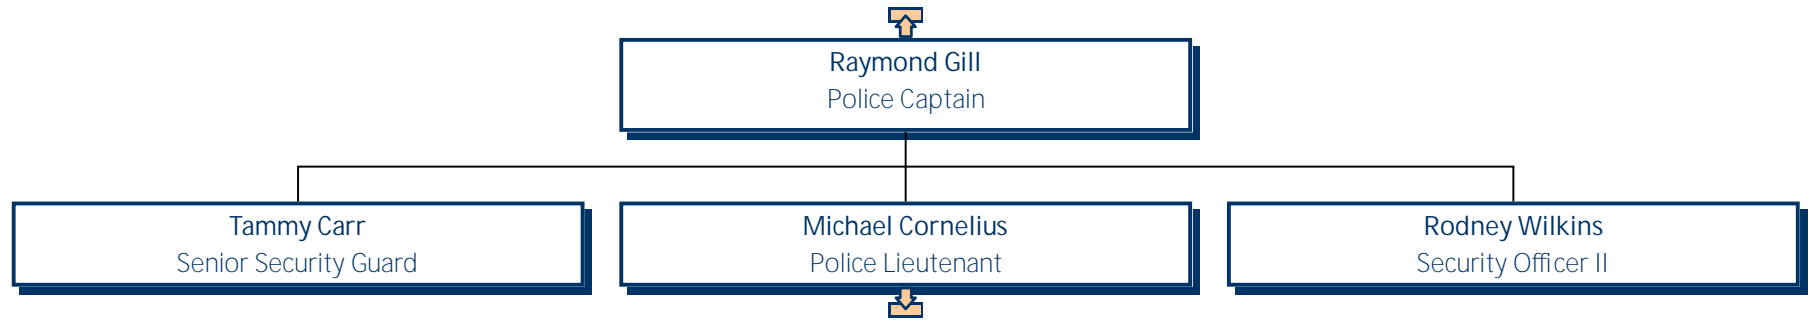 Raymond Gill
Police Captain
Tammy Carr
Senior Security Guard
Michael Cornelius
Police Lieutenant
Rodney Wilkins
Security Officer II